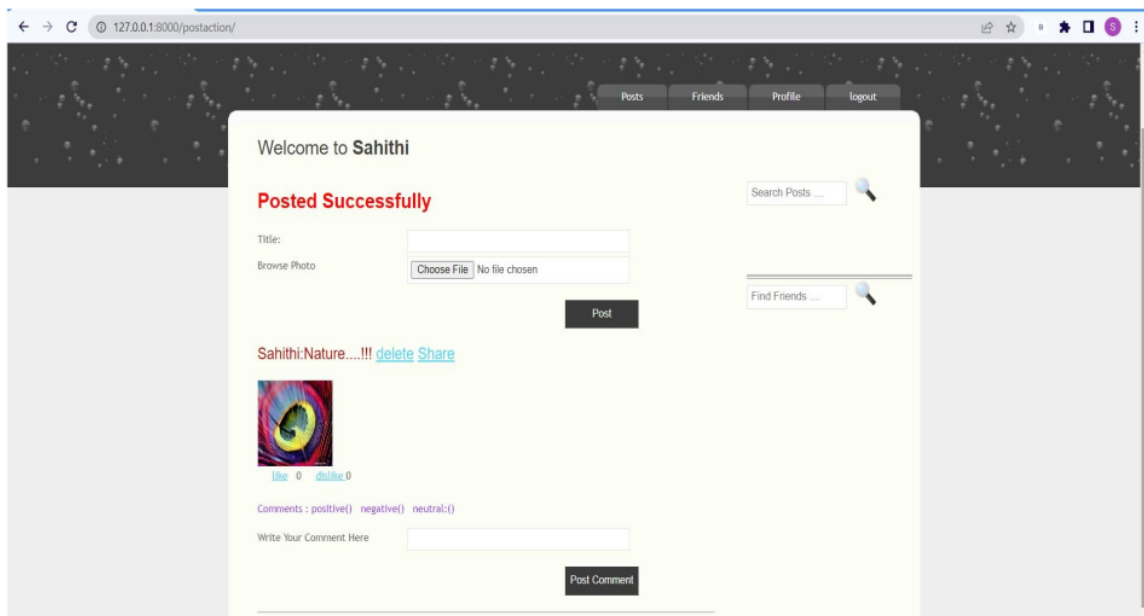 127.0.0.1:8000/postaction/
S
Posts Friends Profile logout
Welcome to Sahithi
Posted Successfully
Search Posts ....
Title:
Browse Photo Choose File No file chosen
Find Friends ....
Post
Sahithi:Nature....!!! delete Share
like 0 dislike 0
Comments : positive() negative() neutral:()
Write Your Comment Here
Post Comment